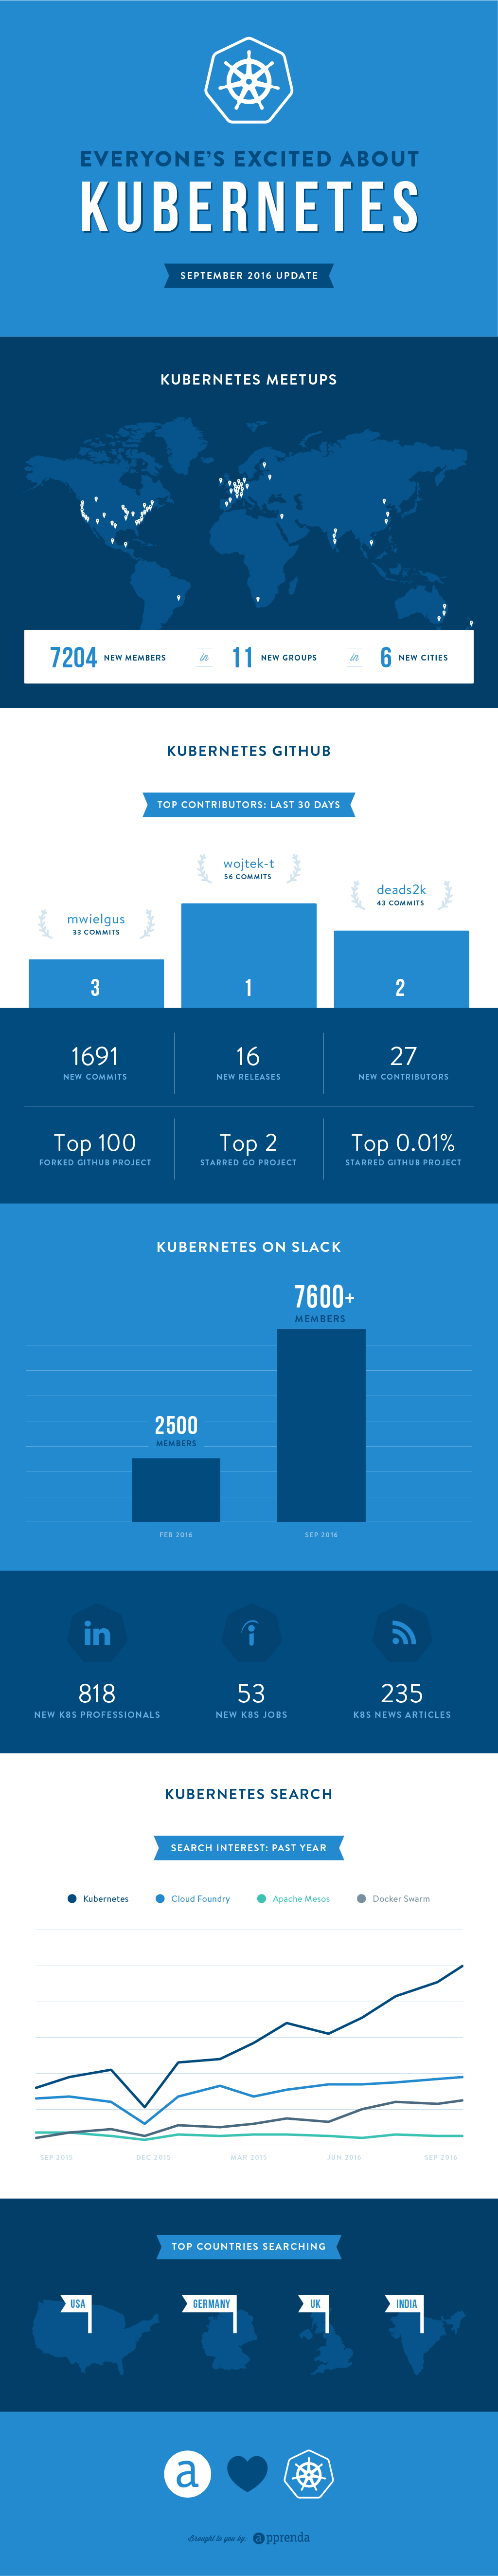 EVERYONE'S EXCITED ABOUT
KUBERNETES
SEPTEMBER 2016 UPDATE
KUBERNETES MEETUPS
7204 NEW MEMBERS in 11 NEW GROUPS in 6 NEW CITIES
KUBERNETES GITHUB
TOP CONTRIBUTORS: LAST 30 DAYS
wojtek-t
56 COMMITS
deads2k
43 COMMITS
mwielgus
33 COMMITS
3 1 2
1691 16 27
NEW COMMITS NEW RELEASES NEW CONTRIBUTORS
Top 100 Top 2 Top 0.01%
FORKED GITHUB PROJECT STARRED GO PROJECT STARRED GITHUB PROJECT
KUBERNETES ON SLACK
7600+
MEMBERS
2500
MEMBERS
FEB 2016 SEP 2016
in
818 53 235
NEW K8S PROFESSIONALS NEW K8S JOBS K8S NEWS ARTICLES
KUBERNETES SEARCH
SEARCH INTEREST: PAST YEAR
Kubernetes Cloud Foundry Apache Mesos Docker Swarm
SEP 2015 DEC 2015 MAR 2015 JUN 2016 SEP 2016
TOP COUNTRIES SEARCHING
USA GERMANY UK INDIA
a
Brought to you by: apprenda